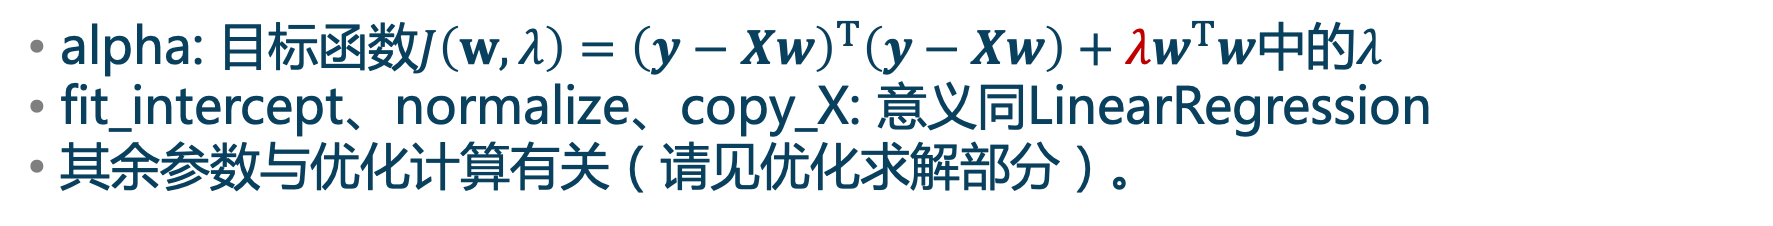 • alpha: 目标函数J(w, λ) = (y − Xw)ᵀ(y − Xw) + λwᵀw中的λ
• fit_intercept、normalize、copy_X: 意义同LinearRegression
• 其余参数与优化计算有关（请见优化求解部分）。